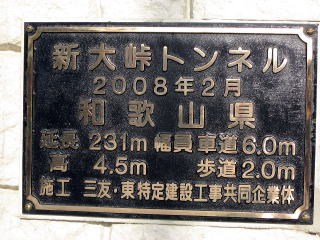 新大峠トンネル
2008年2月
和歌山県
延長 231m 幅員 車道 6.0m
高 4.5m 歩道 2.0m
施工 三友・東特定建設工事共同企業体